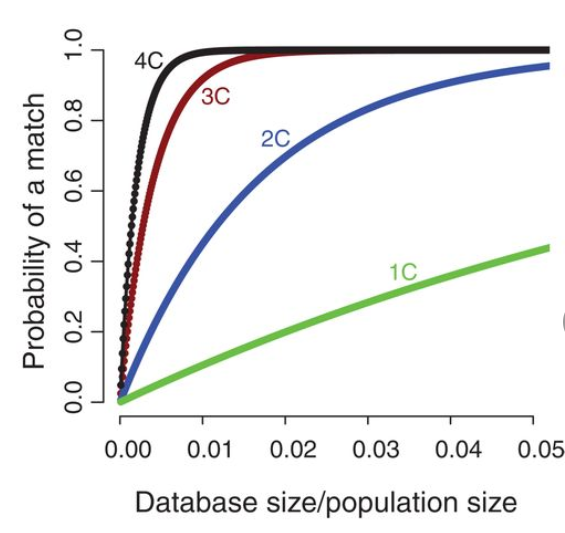 Probability of a match
1.0
0.8
0.6
0.4
0.2
0.0
4C
3C
2C
1C
0.00 0.01 0.02 0.03 0.04 0.05
Database size/population size